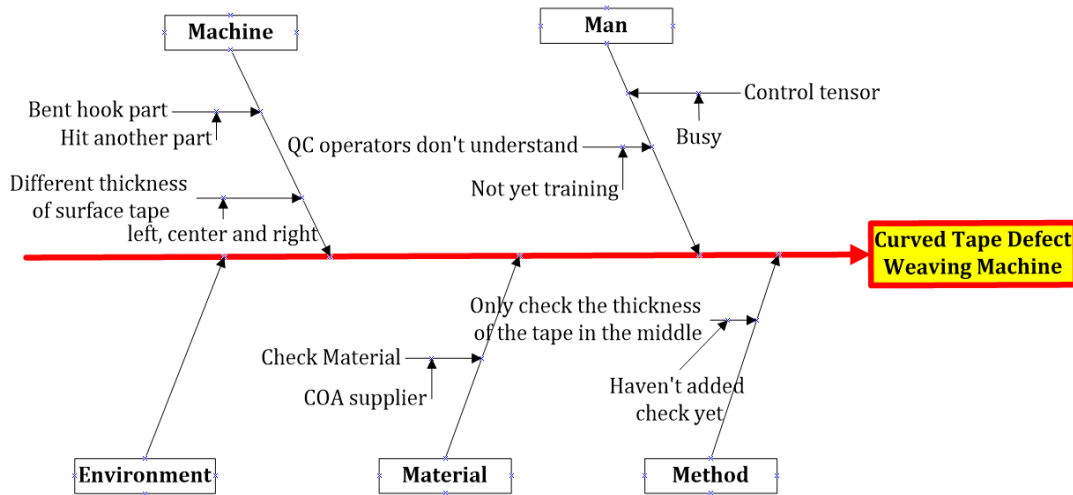 Machine
Man
Bent hook part
Hit another part
Control tensor
Busy
QC operators don't understand
Not yet training
Different thickness
of surface tape
left, center and right
Curved Tape Defect
Weaving Machine
Only check the thickness
of the tape in the middle
Check Material
COA supplier
Haven't added
check yet
Environment
Material
Method